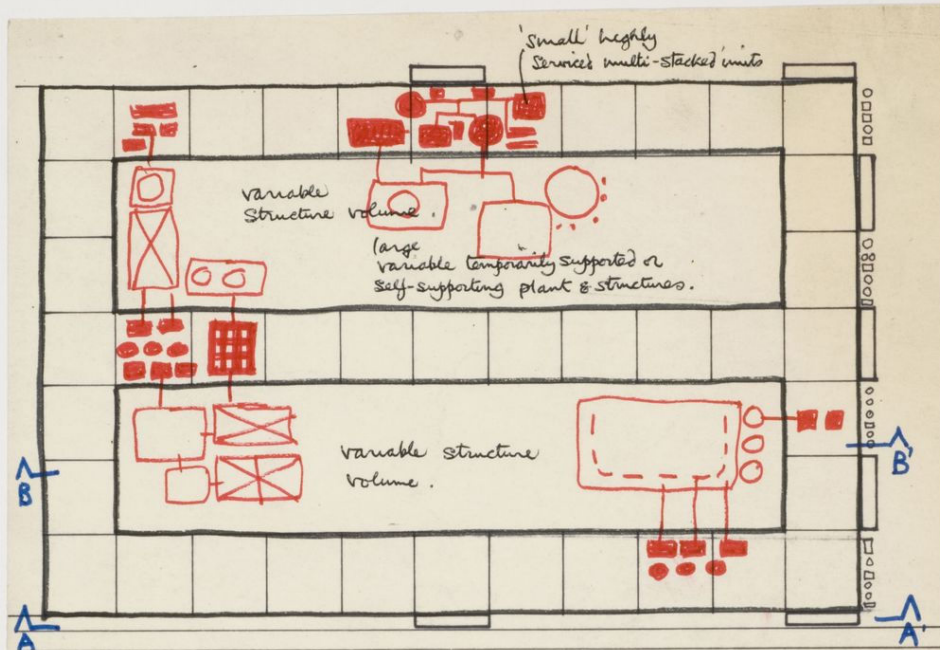 'small' highly
serviced multi-stacked units
variable
structure volume.
large
variable temporarily supported or
self-supporting plant & structures.
variable structure
volume.
B
B'
A
A'